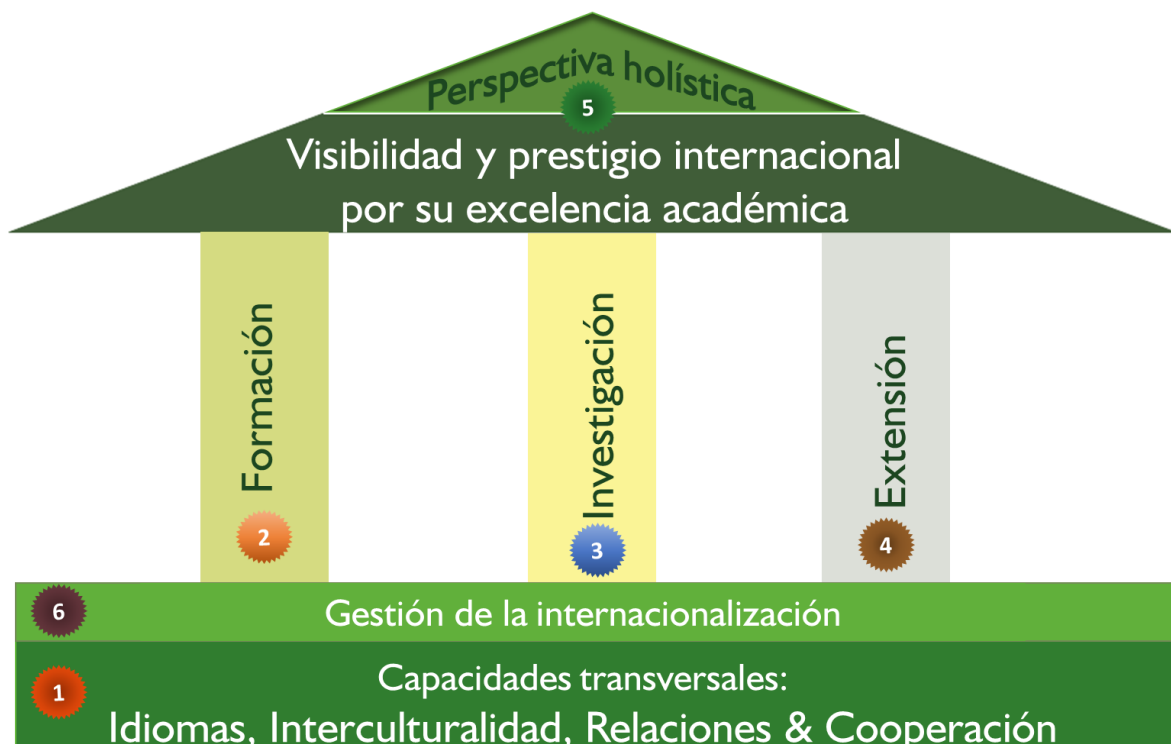 Perspectiva holística
5
Visibilidad y prestigio internacional
por su excelencia académica
Formación
2
Investigación
3
Extensión
4
6
Gestión de la internacionalización
1
Capacidades transversales:
Idiomas, Interculturalidad, Relaciones & Cooperación